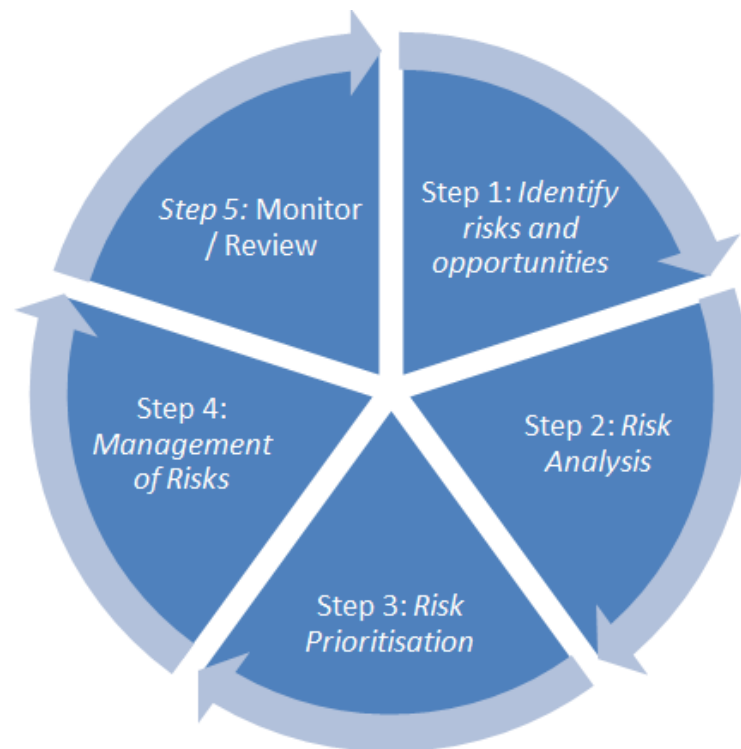 Step 1: Identify
risks and
opportunities
Step 2: Risk
Analysis
Step 3: Risk
Prioritisation
Step 4:
Management
of Risks
Step 5: Monitor
/ Review